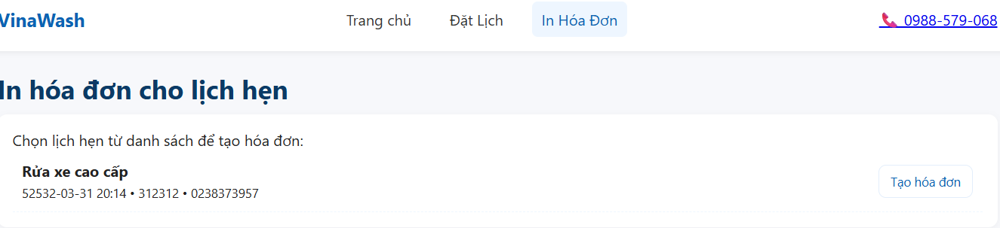 VinaWash
Trang chủ
Đặt Lịch
In Hóa Đơn
0988-579-068
In hóa đơn cho lịch hẹn
Chọn lịch hẹn từ danh sách để tạo hóa đơn:
Rửa xe cao cấp
52532-03-31 20:14 • 312312 • 0238373957
Tạo hóa đơn